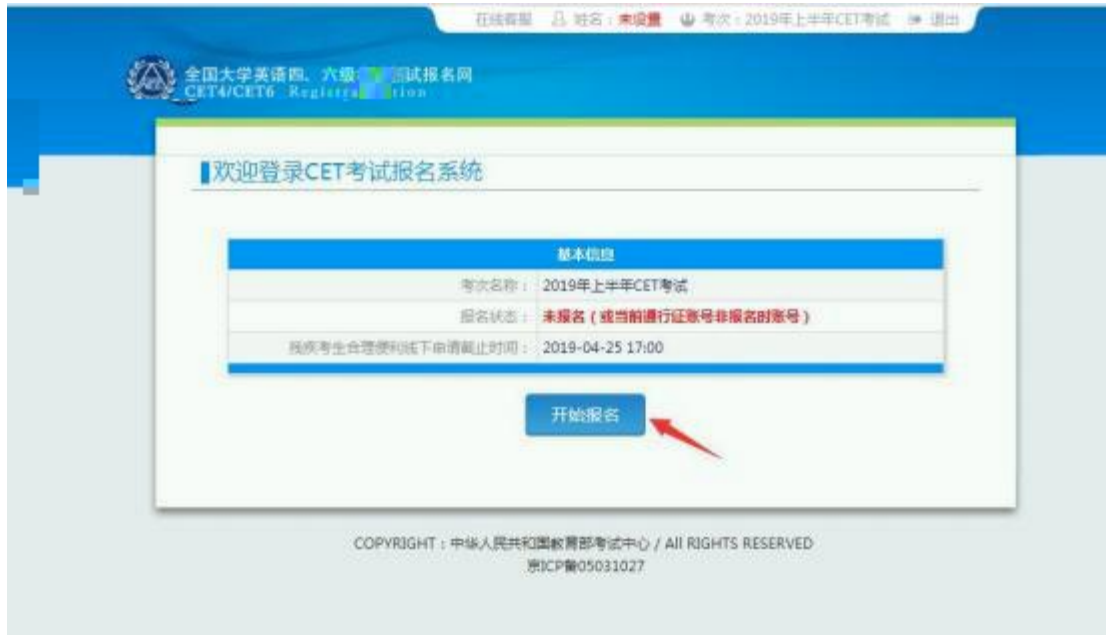 在线客服 姓名：未设置 考次：2019年上半年CET考试 退出
全国大学英语四、六级 试报名网
CET4/CET6
欢迎登录CET考试报名系统
基本信息
考次名称： 2019年上半年CET考试
报名状态： 未报名（或当前通行证账号非报名时账号）
残疾考生合理便利线下申请截止时间： 2019-04-25 17:00
开始报名
COPYRIGHT：中华人民共和国教育部考试中心 / All RIGHTS RESERVED
京ICP备05031027